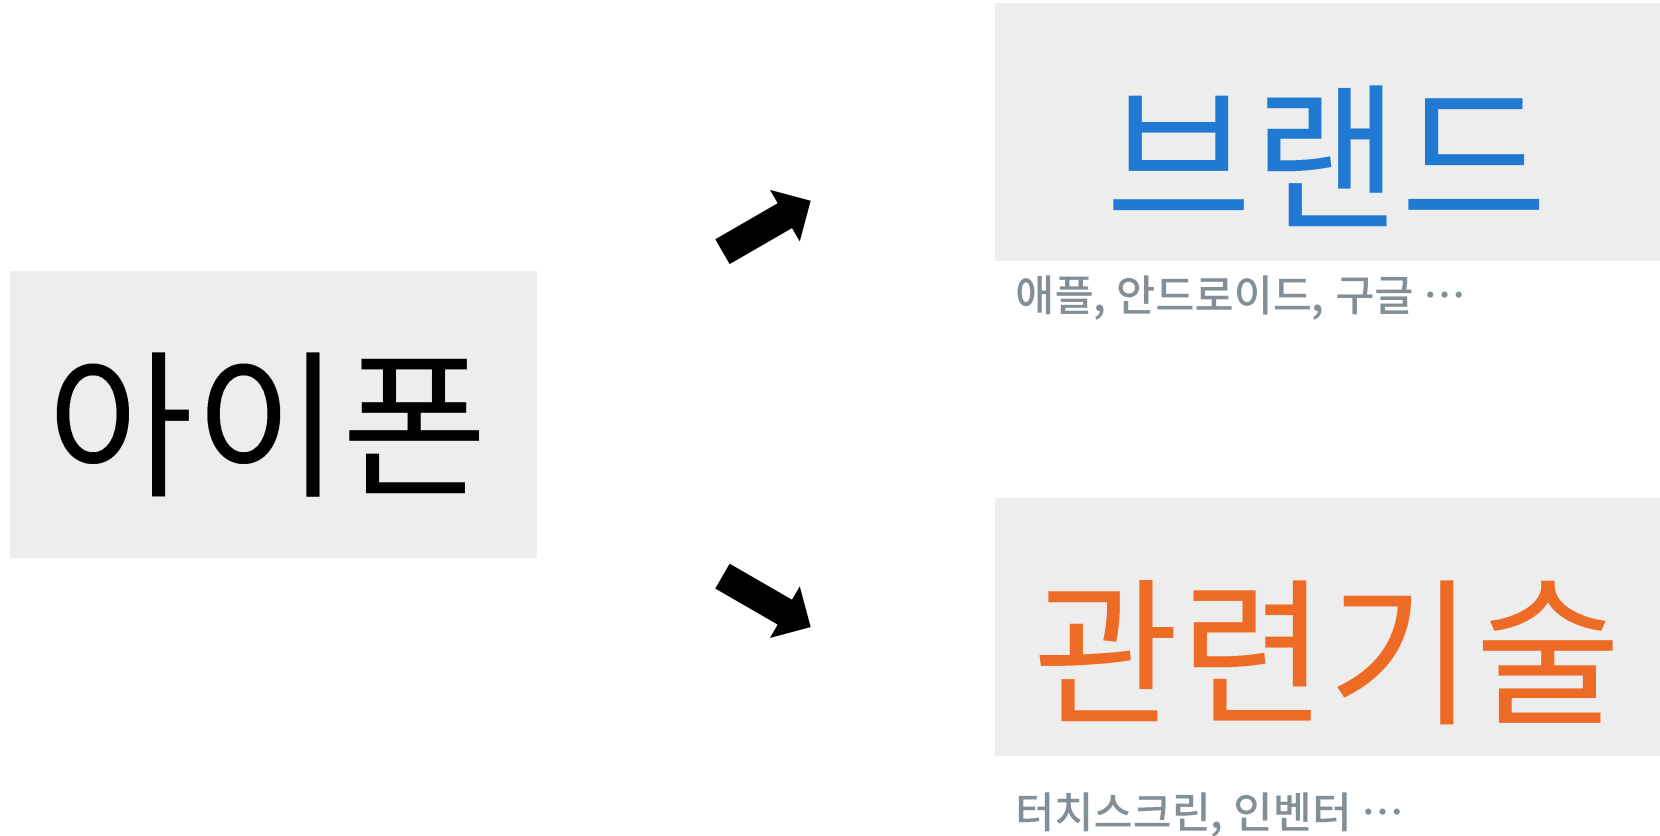 브랜드
애플, 안드로이드, 구글 …
아이폰
관련기술
터치스크린, 인벤터 …